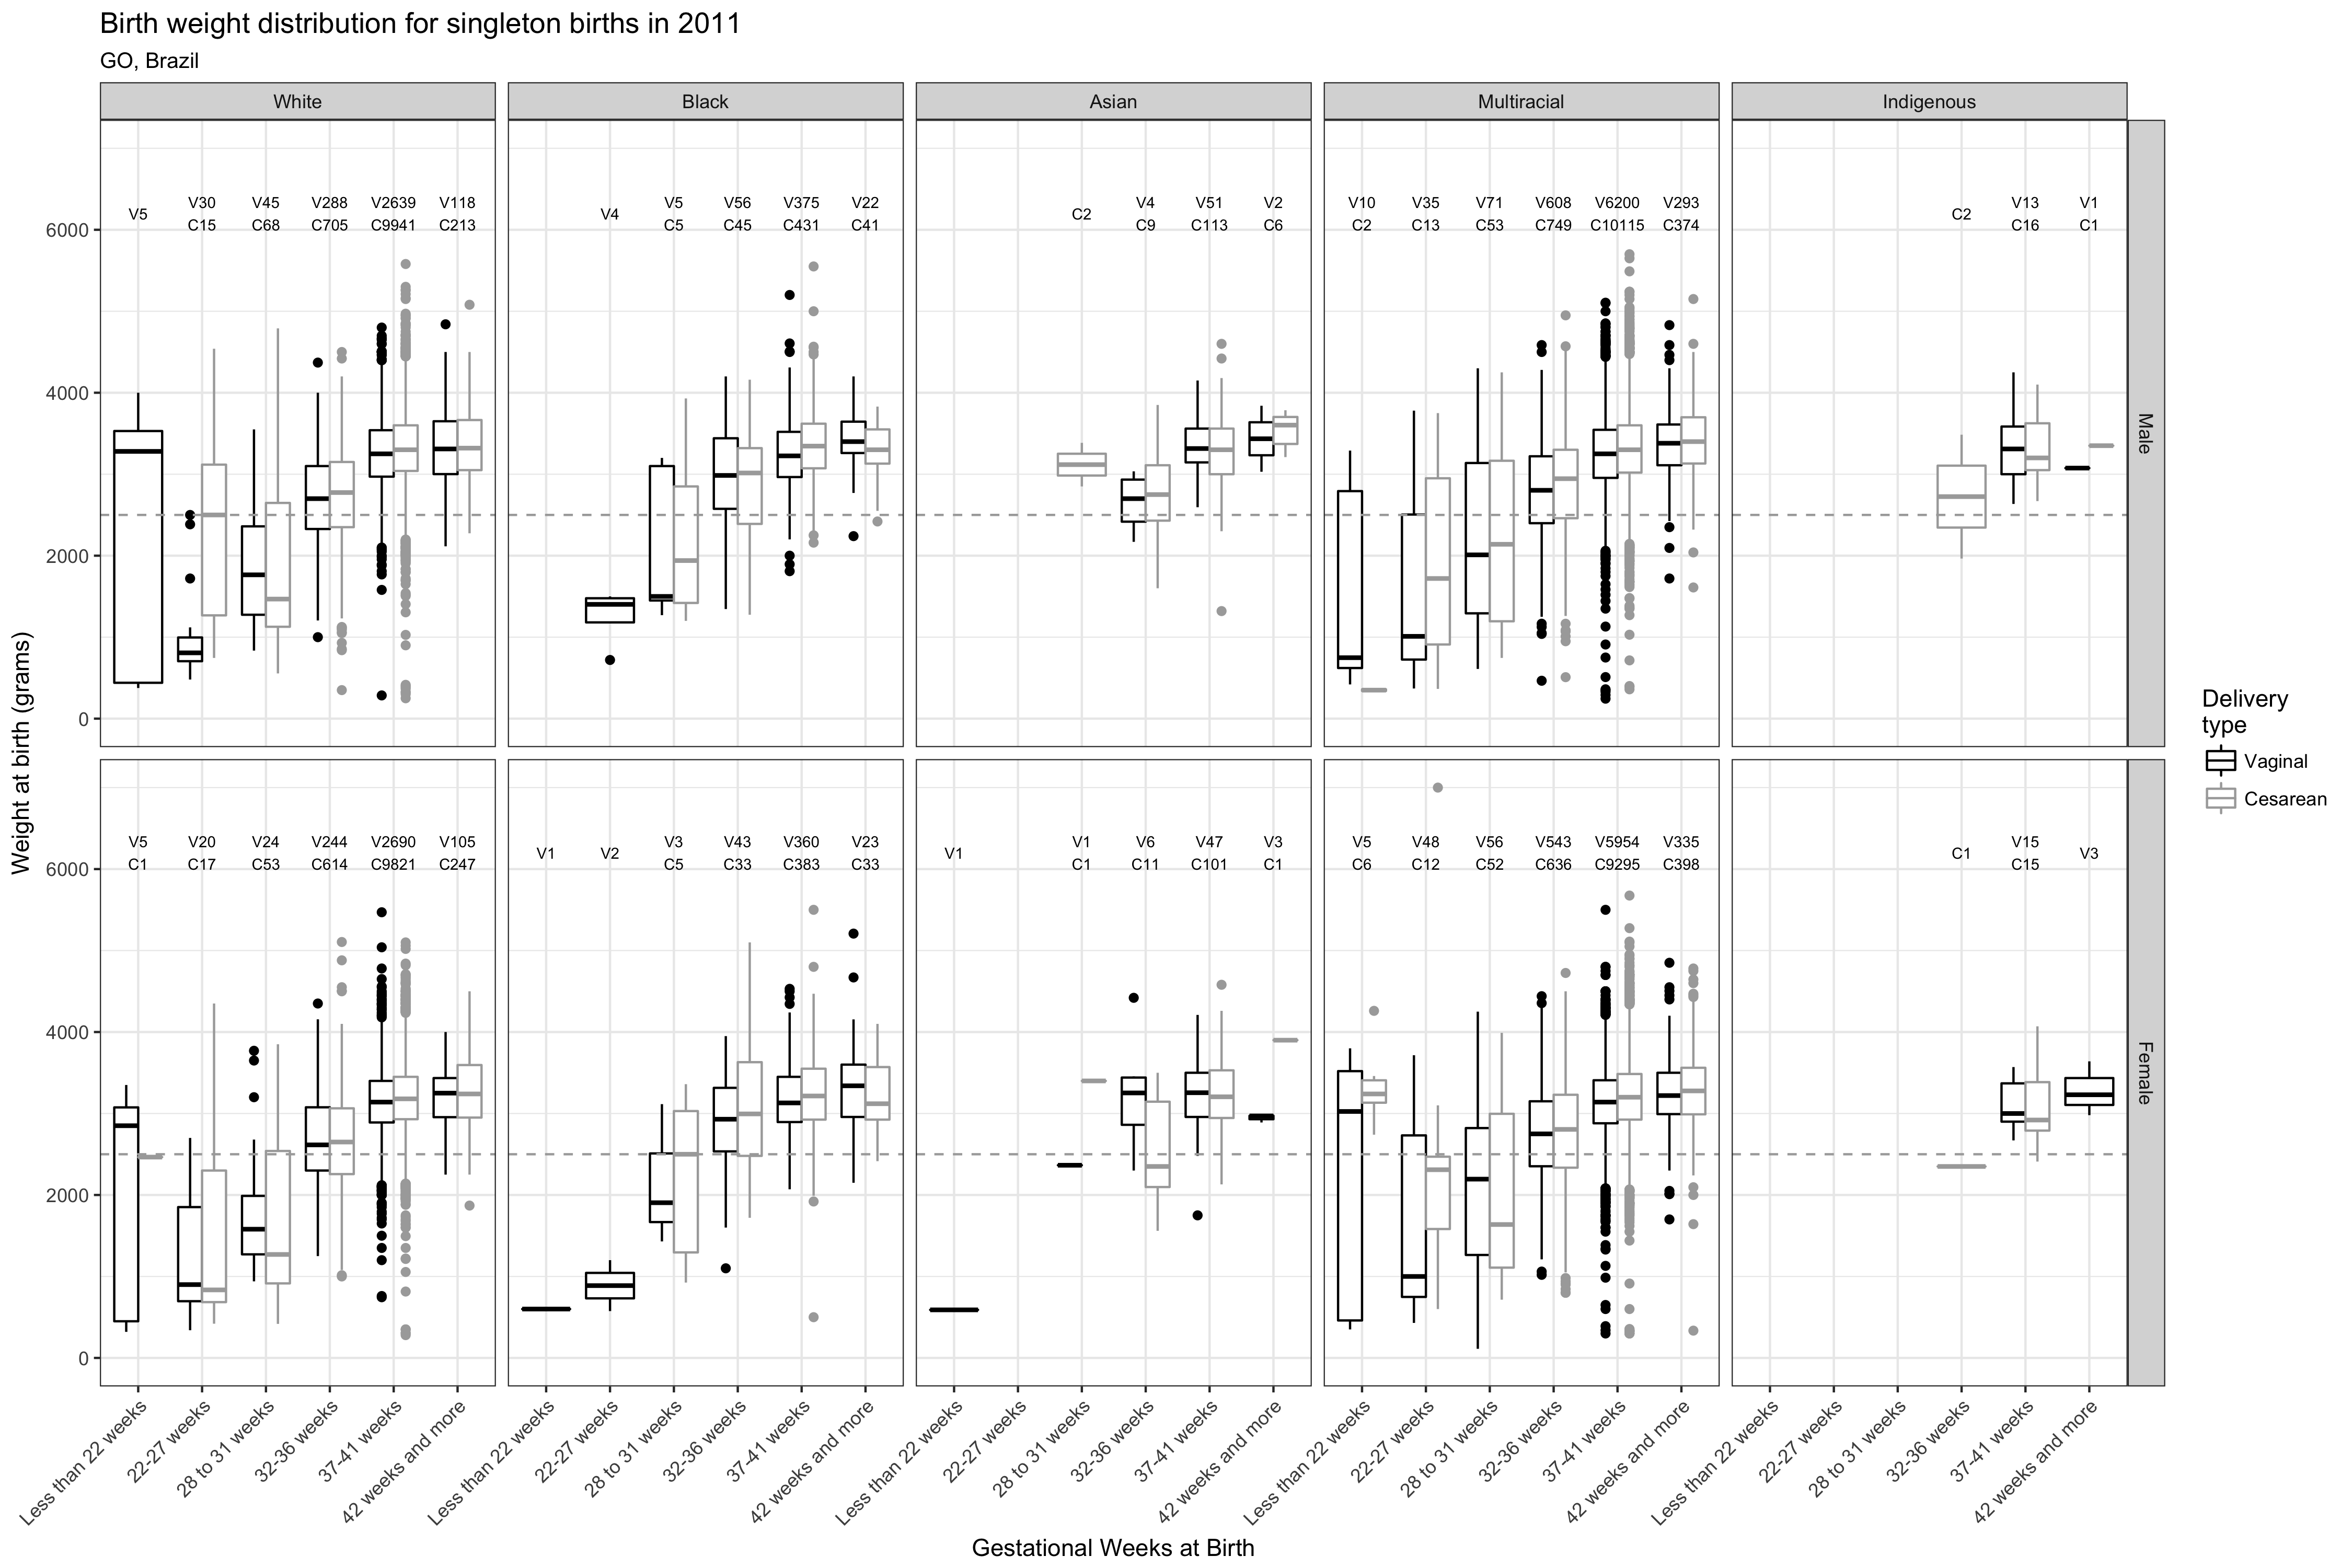 Birth weight distribution for singleton births in 2011
GO, Brazil
White
Black
Asian
Multiracial
Indigenous
V5
V30
C15
V45
C68
V288
C705
V2639
C9941
V118
C213
V4
V5
C5
V56
C45
V375
C431
V22
C41
C2
V4
C9
V51
C113
V2
C6
V10
C2
V35
C13
V71
C53
V608
C749
V6200
C10115
V293
C374
C2
V13
C16
V1
C1
Male
6000
4000
2000
0
V5
C1
V20
C17
V24
C53
V244
C614
V2690
C9821
V105
C247
V1
V2
V3
C5
V43
C33
V360
C383
V23
C33
V1
V1
C1
V6
C11
V47
C101
V3
C1
V5
C6
V48
C12
V56
C52
V543
C636
V5954
C9295
V335
C398
C1
V15
C15
V3
Female
6000
4000
2000
0
Weight at birth (grams)
Less than 22 weeks
22-27 weeks
28 to 31 weeks
32-36 weeks
37-41 weeks
42 weeks and more
Less than 22 weeks
22-27 weeks
28 to 31 weeks
32-36 weeks
37-41 weeks
42 weeks and more
Less than 22 weeks
22-27 weeks
28 to 31 weeks
32-36 weeks
37-41 weeks
42 weeks and more
Less than 22 weeks
22-27 weeks
28 to 31 weeks
32-36 weeks
37-41 weeks
42 weeks and more
Less than 22 weeks
22-27 weeks
28 to 31 weeks
32-36 weeks
37-41 weeks
42 weeks and more
Gestational Weeks at Birth
Delivery
type
Vaginal
Cesarean